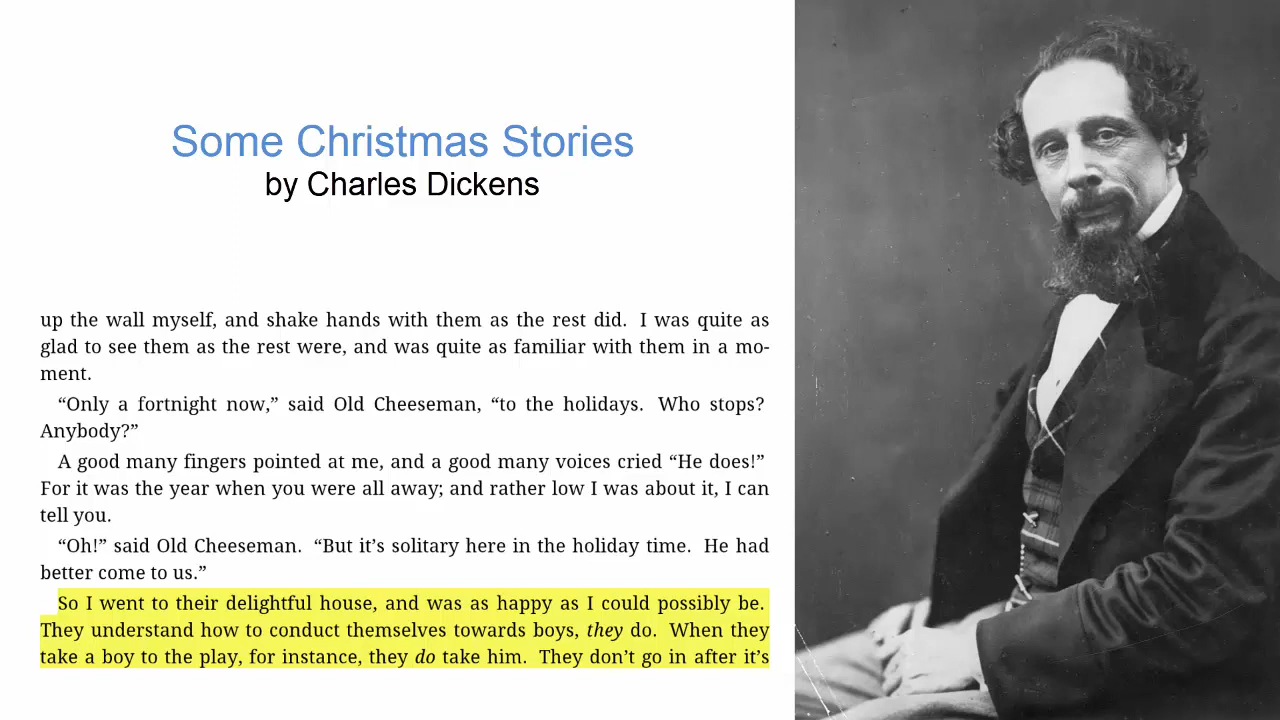 Some Christmas Stories
by Charles Dickens
up the wall myself, and shake hands with them as the rest did.  I was quite as
glad to see them as the rest were, and was quite as familiar with them in a mo-
ment.
“Only a fortnight now,” said Old Cheeseman, “to the holidays.  Who stops?
Anybody?”
A good many fingers pointed at me, and a good many voices cried “He does!”
For it was the year when you were all away; and rather low I was about it, I can
tell you.
“Oh!” said Old Cheeseman.  “But it’s solitary here in the holiday time.  He had
better come to us.”
So I went to their delightful house, and was as happy as I could possibly be.
They understand how to conduct themselves towards boys, they do.  When they
take a boy to the play, for instance, they do take him.  They don’t go in after it’s